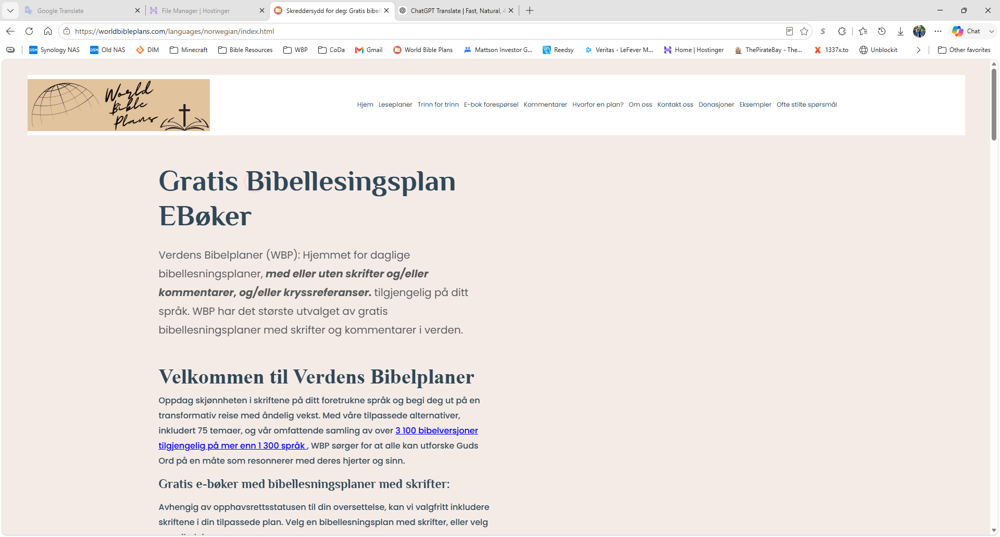 Google Translate
File Manager | Hostinger
Skreddersydd for deg: Gratis bibel
ChatGPT Translate | Fast, Natural,
https://worldbibleplans.com/languages/norwegian/index.html
Chat
DSM Synology NAS
DSM Old NAS
DIM
Minecraft
Bible Resources
WBP
CoDa
Gmail
World Bible Plans
Mattson Investor G...
Reedsy
Veritas - LeFever M...
Home | Hostinger
ThePirateBay - The...
1337x.to
Unblockit
Other favorites
World
Bible
Plans
Hjem Leseplaner Trinn for trinn E-bok forespørsel Kommentarer Hvorfor en plan? Om oss Kontakt oss Donasjoner Eksempler Ofte stilte spørsmål
Gratis Bibellesingsplan
EBøker
Verdens Bibelplaner (WBP): Hjemmet for daglige
bibellesningsplaner, med eller uten skrifter og/eller
kommentarer, og/eller kryssreferanser. tilgjengelig på ditt
språk. WBP har det største utvalget av gratis
bibellesningsplaner med skrifter og kommentarer i verden.
Velkommen til Verdens Bibelplaner
Oppdag skjønnheten i skriftene på ditt foretrukne språk og begi deg ut på en
transformativ reise med åndelig vekst. Med våre tilpassede alternativer,
inkludert 75 temaer, og vår omfattende samling av over 3 100 bibelversjoner
tilgjengelig på mer enn 1 300 språk , WBP sørger for at alle kan utforske Guds
Ord på en måte som resonnerer med deres hjerter og sinn.
Gratis e-bøker med bibellesningsplaner med skrifter:
Avhengig av opphavsrettsstatusen til din oversettelse, kan vi valgfritt inkludere
skriftene i din tilpassede plan. Velg en bibellesningsplan med skrifter, eller velg